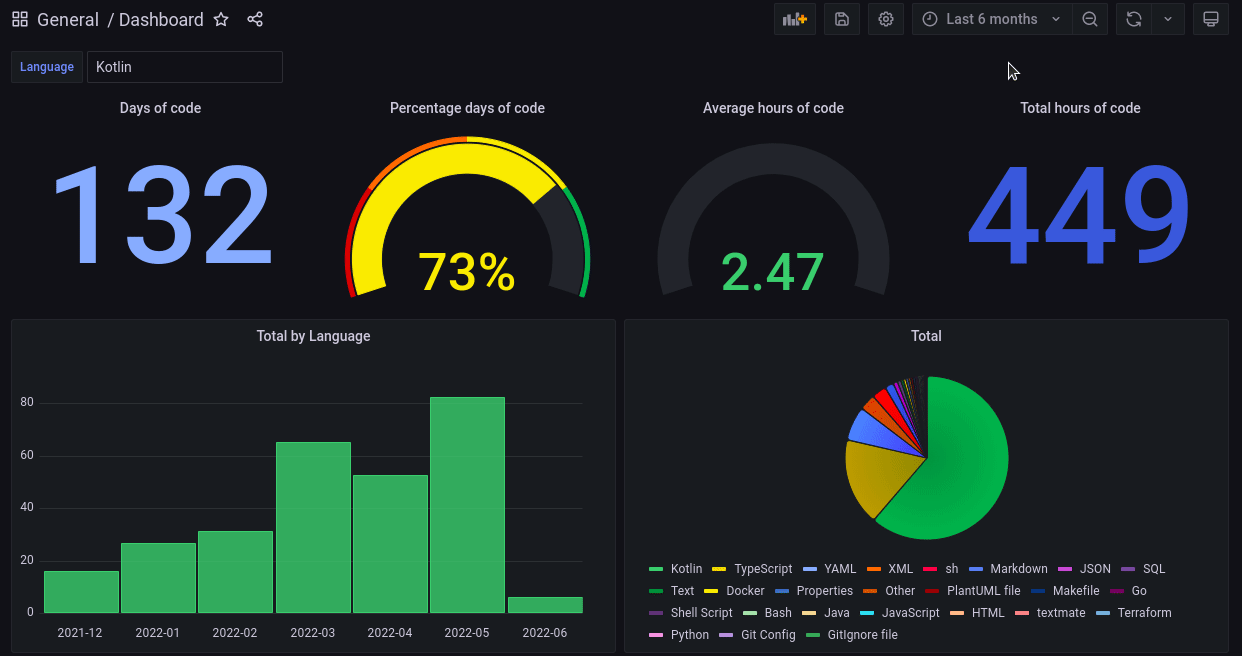 General / Dashboard
Last 6 months
Language Kotlin
Days of code
Percentage days of code
Average hours of code
Total hours of code
132
73%
2.47
449
Total by Language
80
60
40
20
0
2021-12 2022-01 2022-02 2022-03 2022-04 2022-05 2022-06
Total
Kotlin TypeScript YAML XML sh Markdown JSON SQL
Text Docker Properties Other PlantUML file Makefile Go
Shell Script Bash Java JavaScript HTML textmate Terraform
Python Git Config GitIgnore file